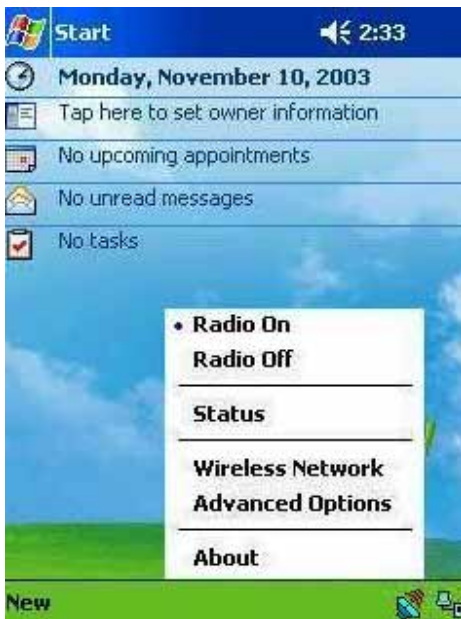 Start 2:33
Monday, November 10, 2003
Tap here to set owner information
No upcoming appointments
No unread messages
No tasks
Radio On
Radio Off
Status
Wireless Network
Advanced Options
About
New